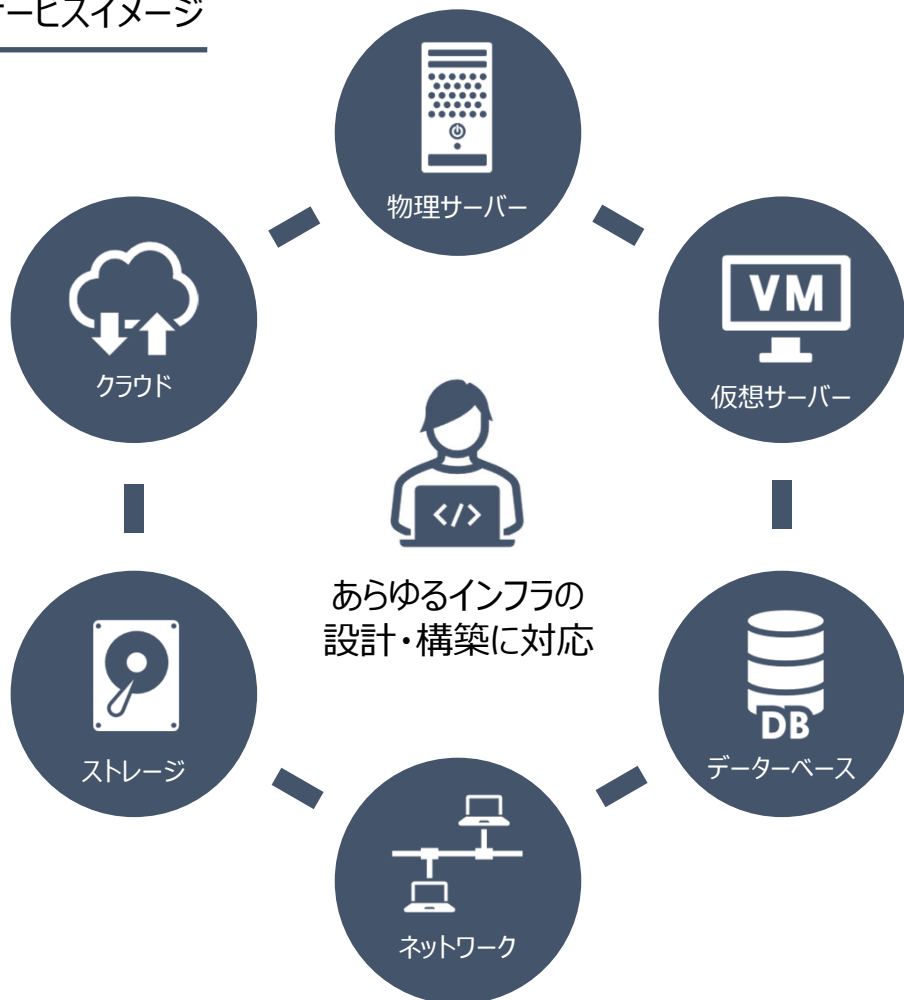 ービスイメージ
物理サーバー
クラウド
VM
仮想サーバー
</>
あらゆるインフラの
設計・構築に対応
ストレージ
DB
データーベース
ネットワーク